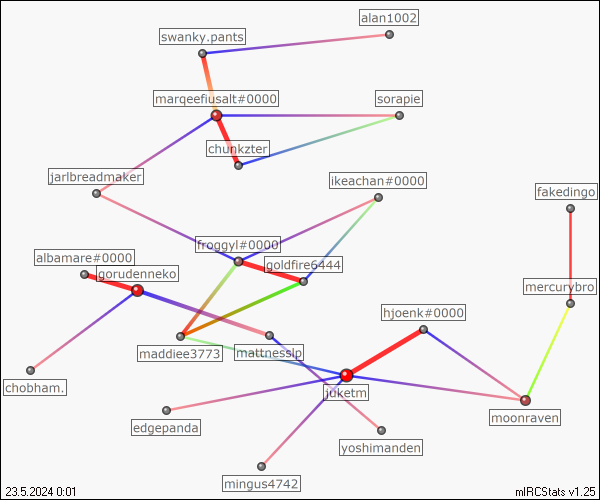 alan1002
swanky.pants
marqeefiusalt#0000
sorapie
chunkzter
jarlbreadmaker
ikeachan#0000
fakedingo
froggyl#0000
albamare#0000
goldfire6444
gorudenneko
mercurybro
hjoenk#0000
maddiee3773
mattnessip
chobham.
juketm
moonraven
edgepanda
yoshimanden
mingus4742
23.5.2024 0:01
mIRCStats v1.25